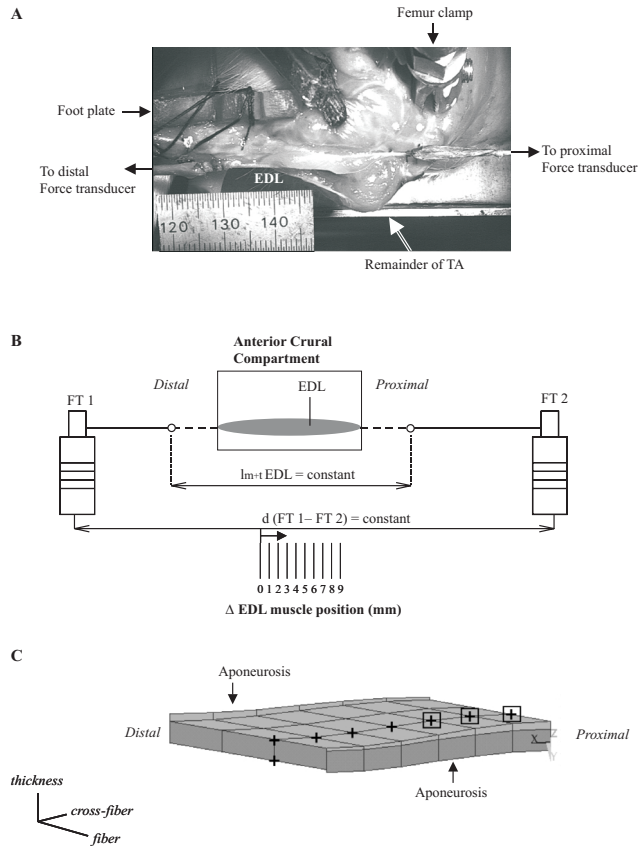 A
Femur clamp
Foot plate
To proximal
Force transducer
To distal
Force transducer
EDL
120 130 140
Remainder of TA
B
Anterior Crural
Compartment
Distal
EDL
Proximal
FT 1
FT 2
lm+t EDL = constant
d (FT 1– FT 2) = constant
0 1 2 3 4 5 6 7 8 9
Δ EDL muscle position (mm)
C
Aponeurosis
Distal
Proximal
X
Z
Y
Aponeurosis
thickness
cross-fiber
fiber